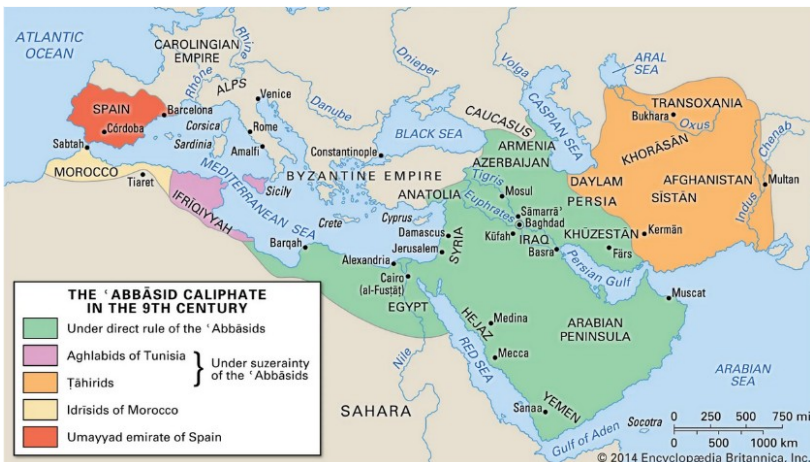 ATLANTIC
OCEAN
CAROLINGIAN
EMPIRE
Rhine
Rhône
ALPS
Venice
Danube
Dnieper
Volga
ARAL
SEA
CASPIAN SEA
CAUCASUS
TRANSOXANIA
Bukhara
Oxus
KHORĀSĀN
Chenab
SPAIN
Barcelona
Córdoba
Corsica
Sardinia
Rome
Amalfi
Constantinople
BLACK SEA
ARMENIA
AZERBAIJAN
DAYLAM
PERSIA
AFGHANISTAN
SĪSTĀN
Multan
Indus
Sabtah
MOROCCO
Tiaret
IFRĪQIYYAH
Sicily
MEDITERRANEAN SEA
BYZANTINE EMPIRE
ANATOLIA
Tigris
Mosul
Euphrates
Sāmarrāʾ
Baghdad
Crete
Cyprus
Damascus
Jerusalem
SYRIA
Kūfah
IRAQ
Basra
KHŪZESTĀN
Fārs
Kermān
Barqah
Alexandria
Cairo
(al-Fusṭāṭ)
EGYPT
Persian Gulf
Muscat
HEJAZ
Medina
Mecca
ARABIAN
PENINSULA
RED SEA
Nile
SAHARA
Sanaa
YEMEN
Gulf of Aden
Socotra
ARABIAN
SEA
THE ʿABBĀSID CALIPHATE
IN THE 9TH CENTURY
Under direct rule of the ʿAbbāsids
Aghlabids of Tunisia
Ṭāhirids
Under suzerainty
of the ʿAbbāsids
Idrīsids of Morocco
Umayyad emirate of Spain
0 250 500 750 mi
0 500 1000 km
© 2014 Encyclopædia Britannica, Inc.